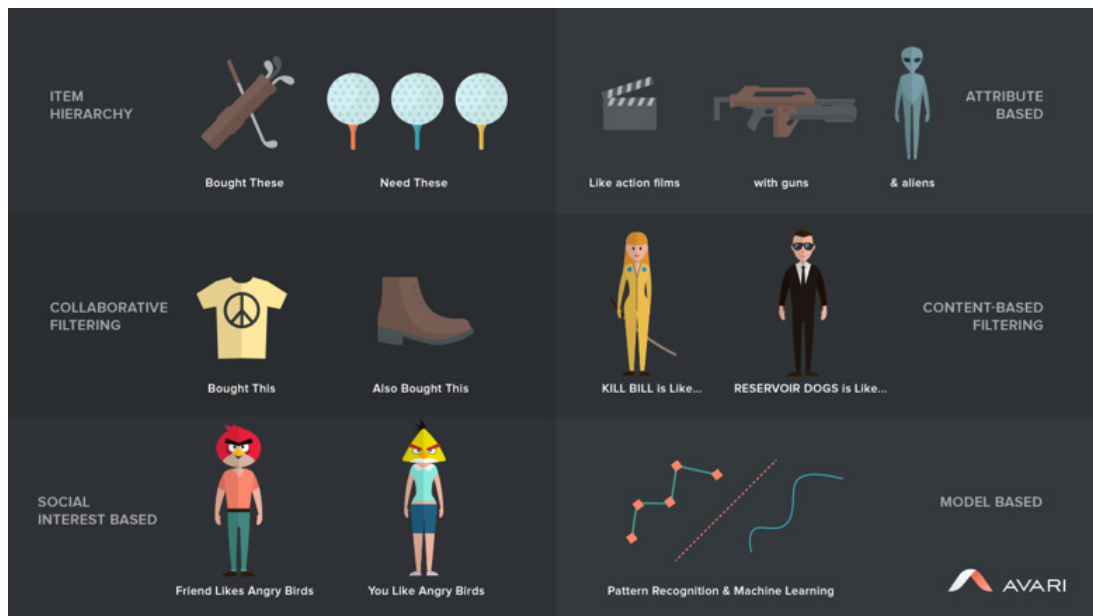 ITEM
HIERARCHY
Bought These
Need These
ATTRIBUTE
BASED
Like action films
with guns
& aliens
COLLABORATIVE
FILTERING
Bought This
Also Bought This
CONTENT-BASED
FILTERING
KILL BILL is Like...
RESERVOIR DOGS is Like...
SOCIAL
INTEREST BASED
Friend Likes Angry Birds
You Like Angry Birds
MODEL BASED
Pattern Recognition & Machine Learning
AVARI